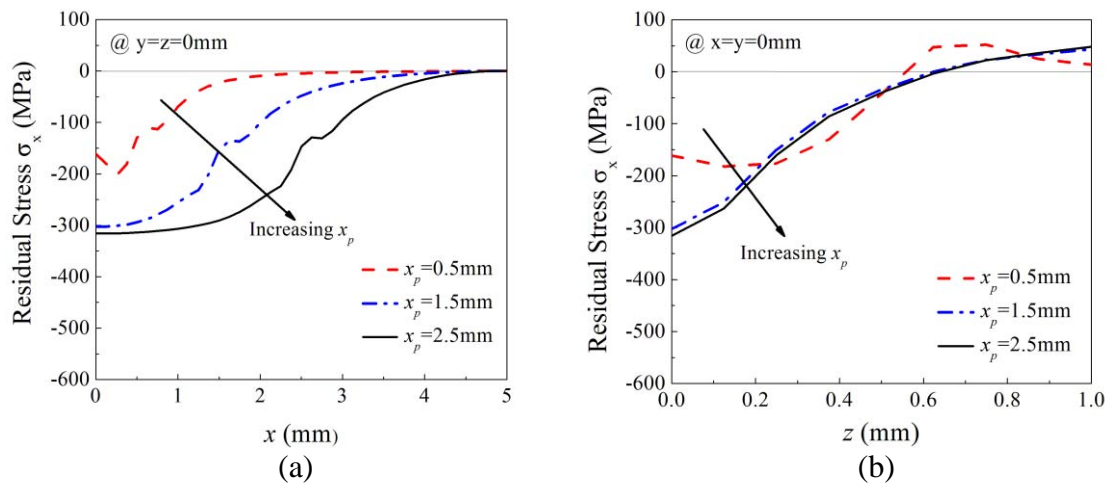 100
0
-100
-200
-300
-400
-500
-600
Residual Stress σx (MPa)
@ y=z=0mm
Increasing xp
xp=0.5mm
xp=1.5mm
xp=2.5mm
0 1 2 3 4 5
x (mm)
(a)
100
0
-100
-200
-300
-400
-500
-600
Residual Stress σx (MPa)
@ x=y=0mm
Increasing xp
xp=0.5mm
xp=1.5mm
xp=2.5mm
0.0 0.2 0.4 0.6 0.8 1.0
z (mm)
(b)